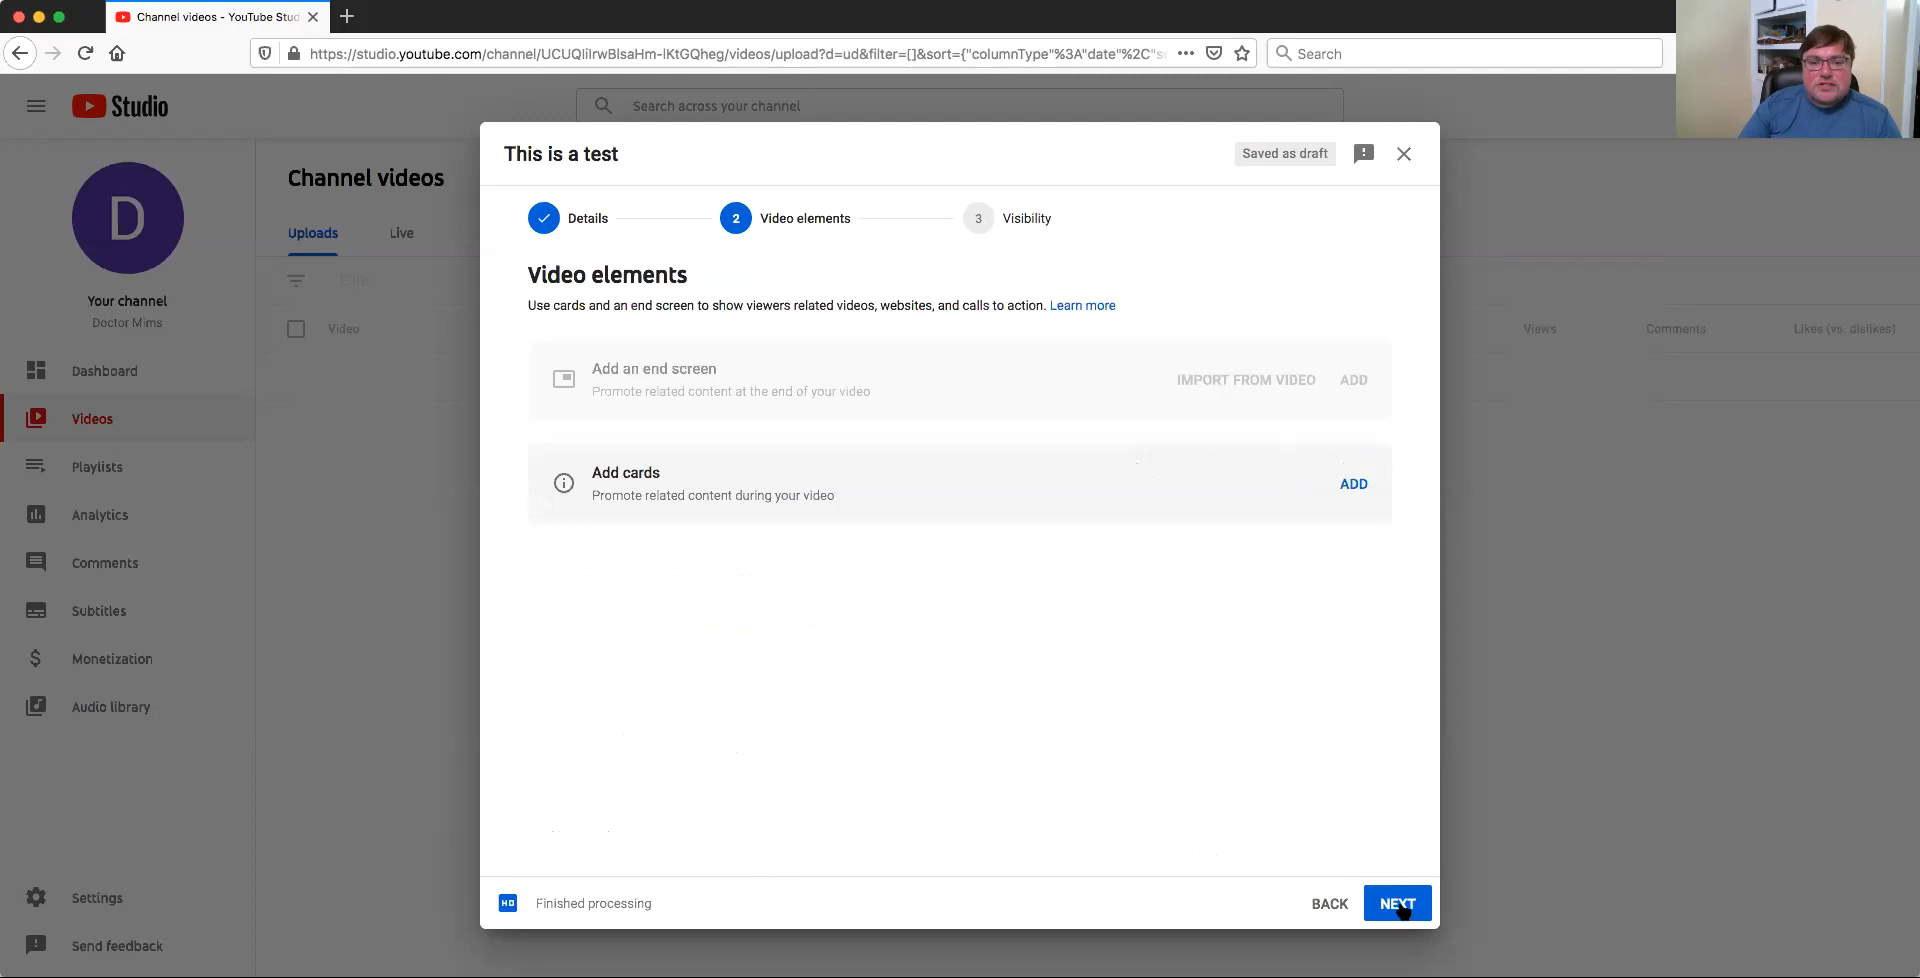 Channel videos - YouTube Stud
https://studio.youtube.com/channel/UCUQIiIrwBlsaHm-lKtGQheg/videos/upload?d=ud&filter=[]&sort={"columnType"%3A"date"%2C"s
Search
Studio
Search across your channel
D
Your channel
Doctor Mims
Dashboard
Videos
Playlists
Analytics
Comments
Subtitles
Monetization
Audio library
Settings
Send feedback
Channel videos
Uploads
Live
Filter
Video
Views
Comments
Likes (vs. dislikes)
This is a test
Saved as draft
Details
2
Video elements
3
Visibility
Video elements
Use cards and an end screen to show viewers related videos, websites, and calls to action. Learn more
Add an end screen
Promote related content at the end of your video
IMPORT FROM VIDEO
ADD
Add cards
Promote related content during your video
ADD
HD
Finished processing
BACK
NEXT